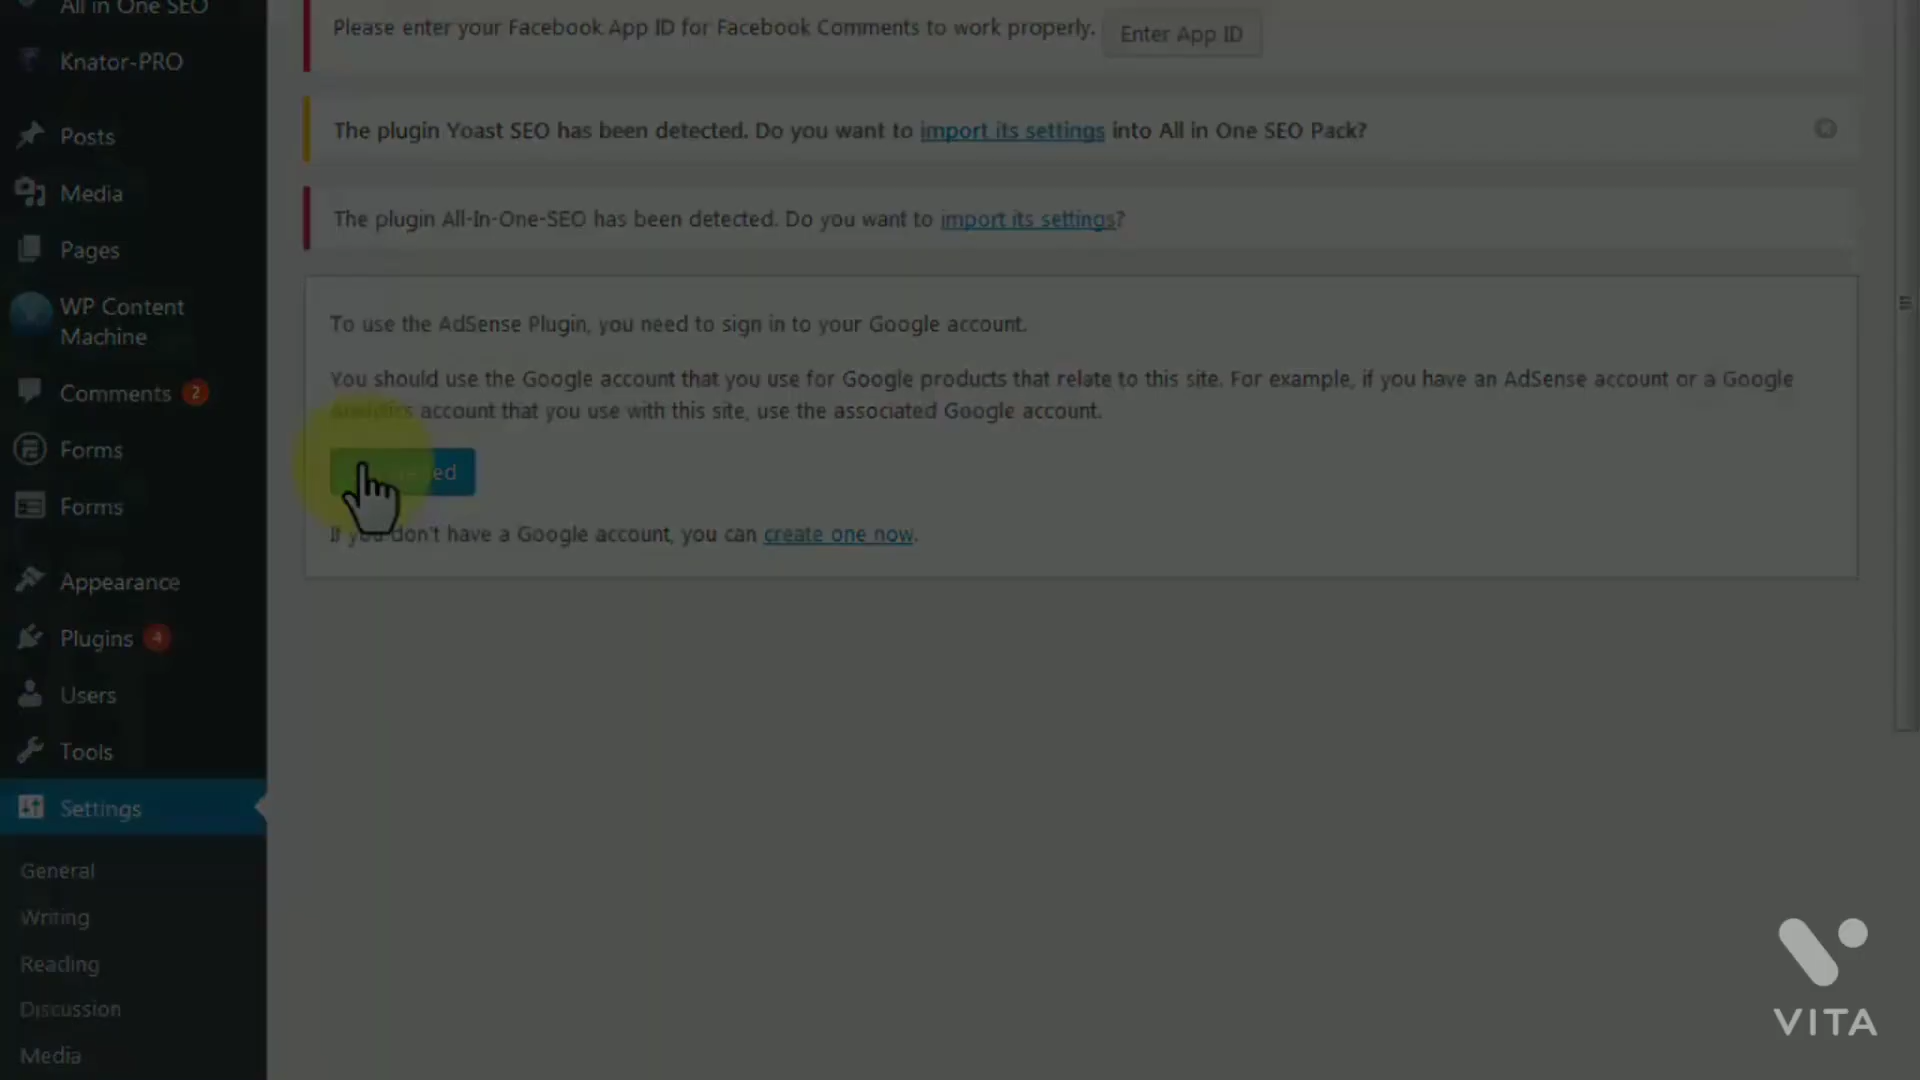 All in One SEO
Knator-PRO
Posts
Media
Pages
WP Content
Machine
Comments 2
Forms
Forms
Appearance
Plugins 4
Users
Tools
Settings
General
Writing
Reading
Discussion
Media
Please enter your Facebook App ID for Facebook Comments to work properly. Enter App ID
The plugin Yoast SEO has been detected. Do you want to import its settings into All in One SEO Pack?
The plugin All-In-One-SEO has been detected. Do you want to import its settings?
To use the AdSense Plugin, you need to sign in to your Google account.
You should use the Google account that you use for Google products that relate to this site. For example, if you have an AdSense account or a Google
Analytics account that you use with this site, use the associated Google account.
If you don't have a Google account, you can create one now.
VITA